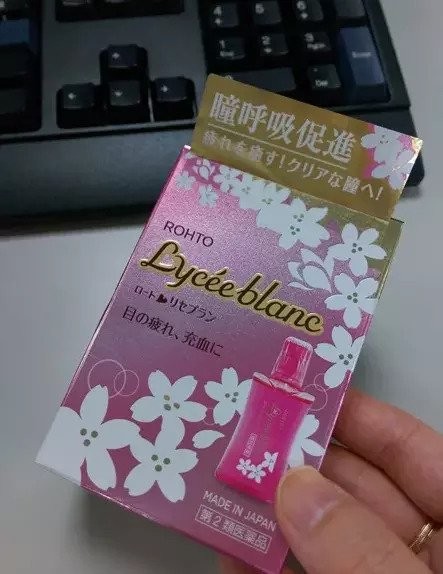 瞳呼吸促進
疲れを癒す!クリアな瞳へ!
ROHTO
Lycée blanc
ロートリセブラン
目の疲れ、充血に
MADE IN JAPAN
第2類医薬品